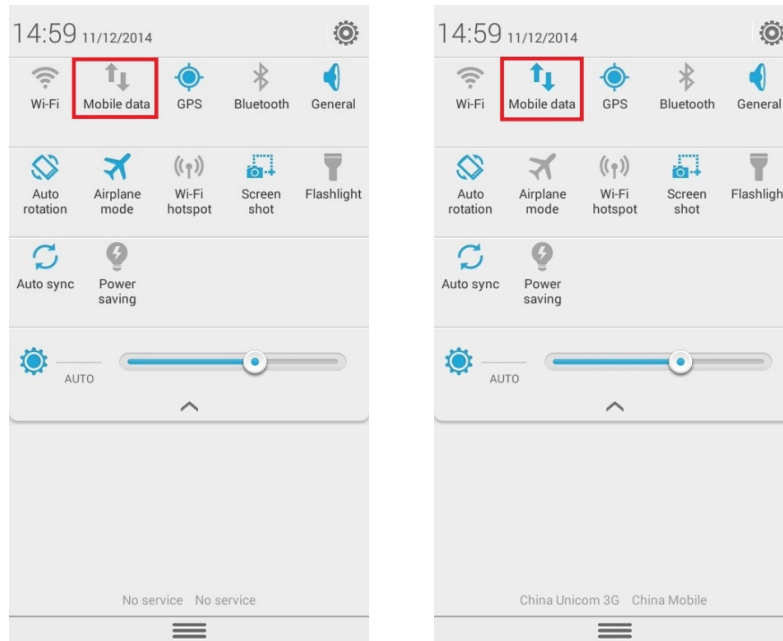 14:59 11/12/2014
Wi-Fi Mobile data GPS Bluetooth General
Auto rotation
Airplane mode
Wi-Fi hotspot
Screen shot
Flashlight
Auto sync
Power saving
AUTO
No service No service
14:59 11/12/2014
Wi-Fi Mobile data GPS Bluetooth General
Auto rotation
Airplane mode
Wi-Fi hotspot
Screen shot
Flashligh
Auto sync
Power saving
AUTO
China Unicom 3G China Mobile